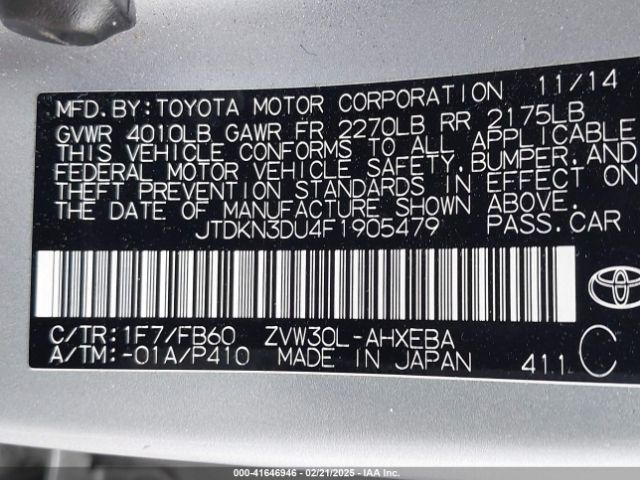 11/14
MFD. BY: TOYOTA MOTOR CORPORATION
GVWR 4010LB GAWR FR 2270LB RR 2175LB
THIS VEHICLE CONFORMS TO ALL APPLICABLE
FEDERAL MOTOR VEHICLE SAFETY, BUMPER, AND
THEFT PREVENTION STANDARDS IN EFFECT ON
THE DATE OF MANUFACTURE SHOWN ABOVE.
JTDKN3DU4F1905479 PASS. CAR
C/TR: 1F7/FB60 ZVW30L-AHXEBA
A/TM: -01A/P410 MADE IN JAPAN 411 C
000-41646946 - 02/21/2025 - IAA Inc.